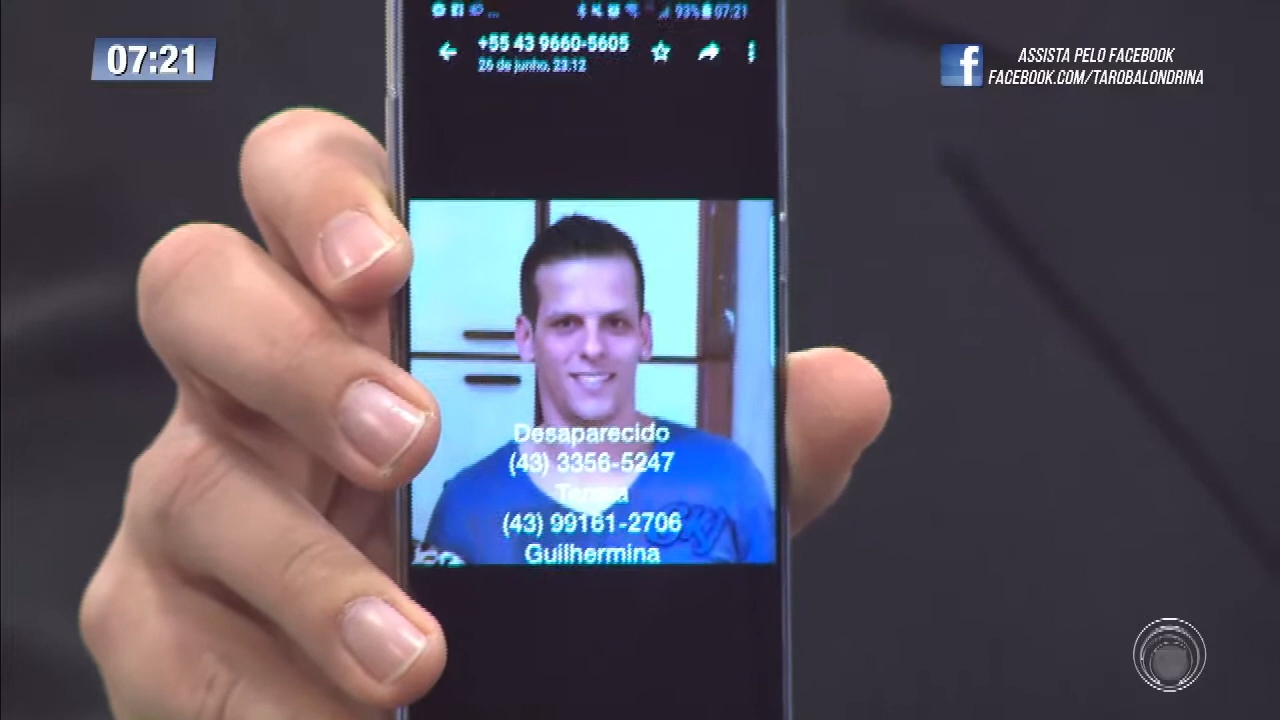 07:21
ASSISTA PELO FACEBOOK
FACEBOOK.COM/TAROBALONDRINA
93% 07:21
+55 43 9660-5605
26 de junho, 23:12
Desaparecido
(43) 3356-5247
(43) 99161-2706
Guilhermina